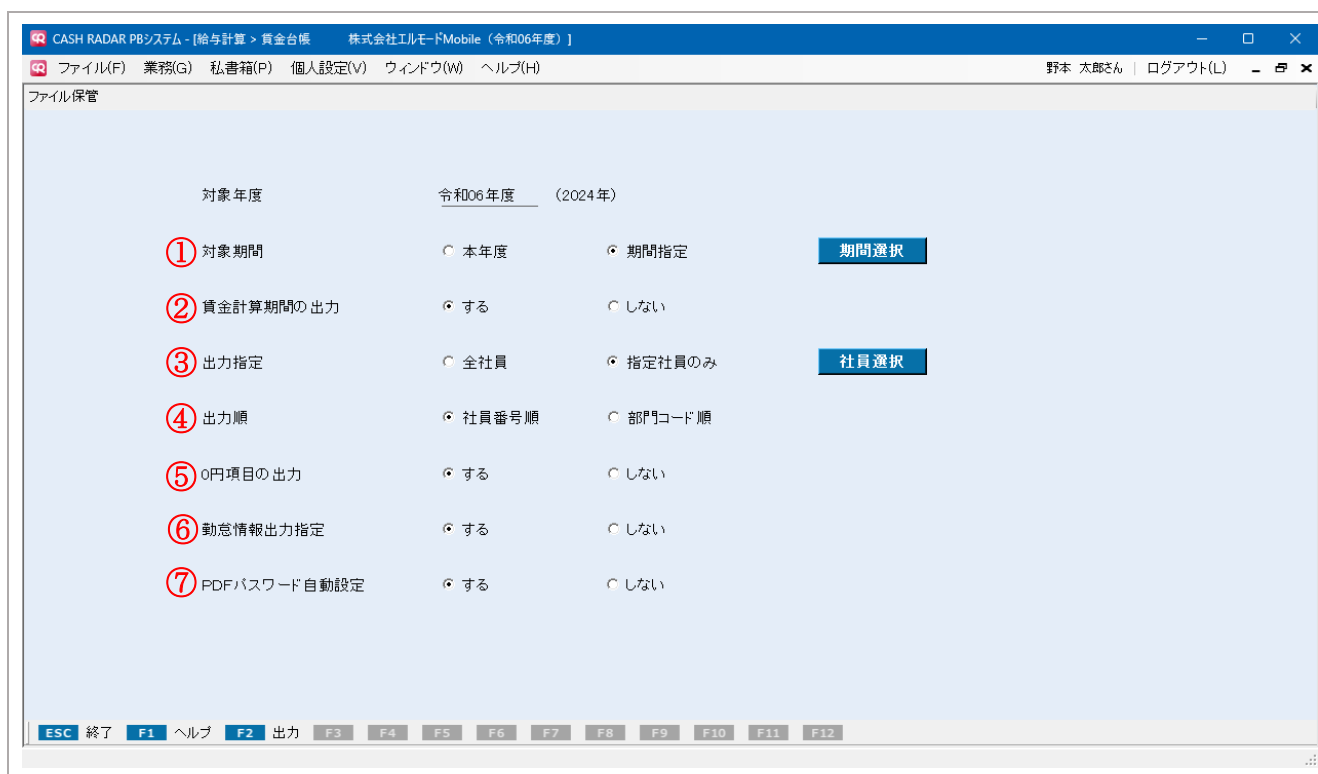 CASH RADAR PBシステム - [給与計算 > 賃金台帳 株式会社エルモードMobile（令和06年度）]
ファイル(F) 業務(G) 私書箱(P) 個人設定(V) ウィンドウ(W) ヘルプ(H) 野本 太郎さん | ログアウト(L)
ファイル保管
対象年度 令和06年度 （2024年）
① 対象期間 本年度 期間指定 期間選択
② 賃金計算期間の出力 する しない
③ 出力指定 全社員 指定社員のみ 社員選択
④ 出力順 社員番号順 部門コード順
⑤ 0円項目の出力 する しない
⑥ 勤怠情報出力指定 する しない
⑦ PDFパスワード自動設定 する しない
ESC 終了 F1 ヘルプ F2 出力 F3 F4 F5 F6 F7 F8 F9 F10 F11 F12